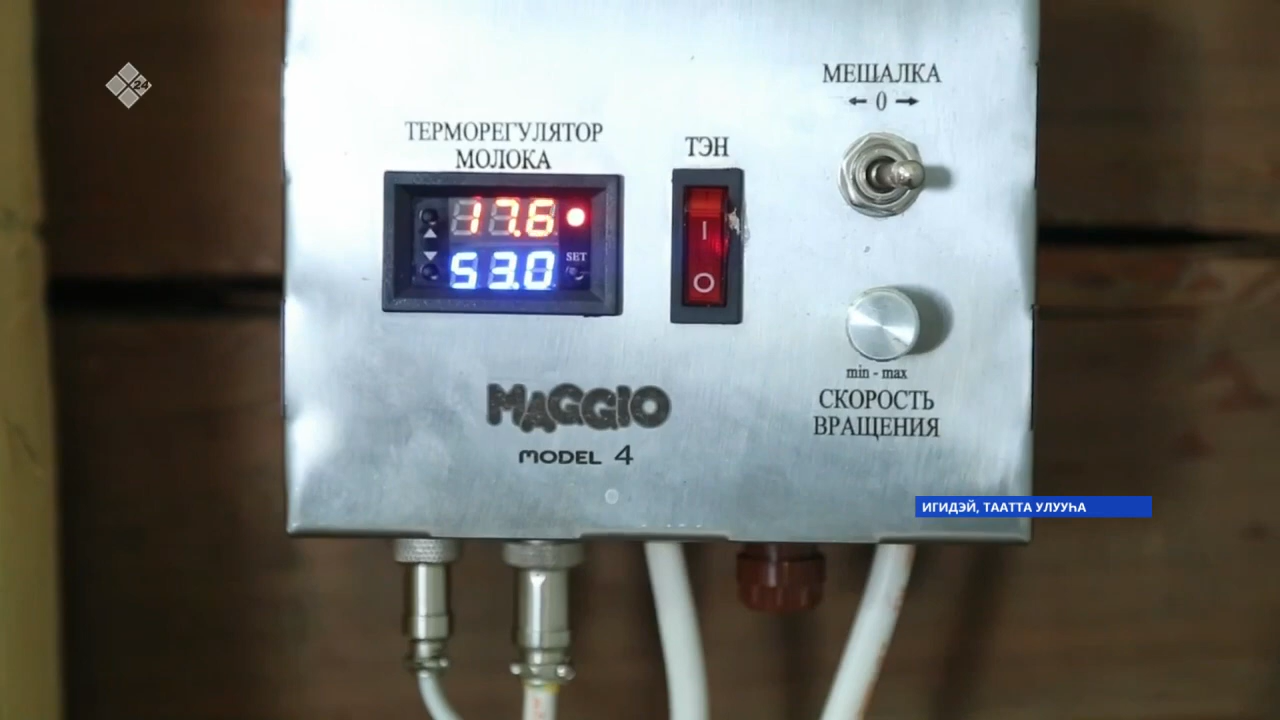 24
МЕШАЛКА
← 0 →
ТЕРМОРЕГУЛЯТОР
МОЛОКА
ТЭН
17.6
53.0
SET
I
O
MAGGIO
MODEL 4
min - max
СКОРОСТЬ
ВРАЩЕНИЯ
ИГИДЭЙ, ТААТТА УЛУУҺА